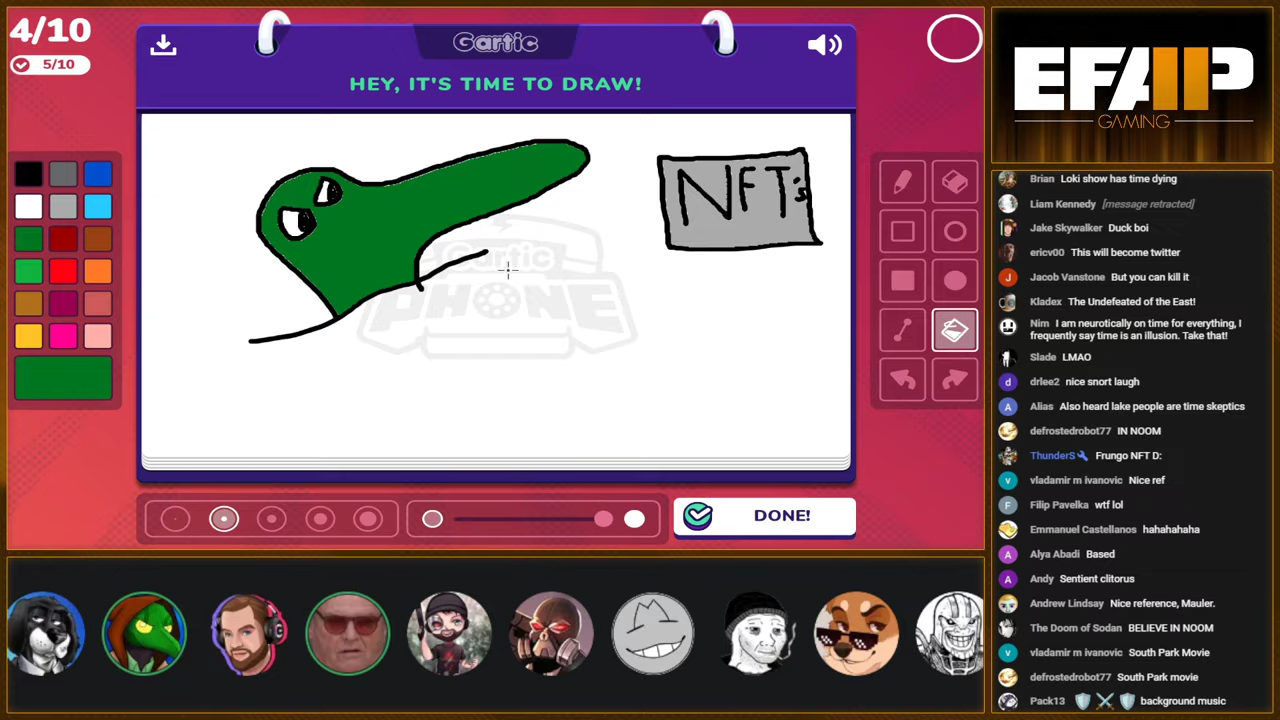 4/10
5/10
Gartic
HEY, IT'S TIME TO DRAW!
NFT's
Gartic
PHONE
DONE!
EFAP
GAMING
Brian Loki show has time dying
Liam Kennedy [message retracted]
Jake Skywalker Duck boi
ericv00 This will become twitter
Jacob Vanstone But you can kill it
Kladex The Undefeated of the East!
Nim I am neurotically on time for everything, I
frequently say time is an illusion. Take that!
Slade LMAO
d
drlee2 nice snort laugh
A
Alias Also heard lake people are time skeptics
defrostedrobot77 IN NOOM
ThunderS Frungo NFT D:
v
vladamir m ivanovic Nice ref
F
Filip Pavelka wtf lol
Emmanuel Castellanos hahahahaha
A
Alya Abadi Based
A
Andy Sentient clitorus
Andrew Lindsay Nice reference, Mauler.
The Doom of Sodan BELIEVE IN NOOM
v
vladamir m ivanovic South Park Movie
defrostedrobot77 South Park movie
Pack13 background music